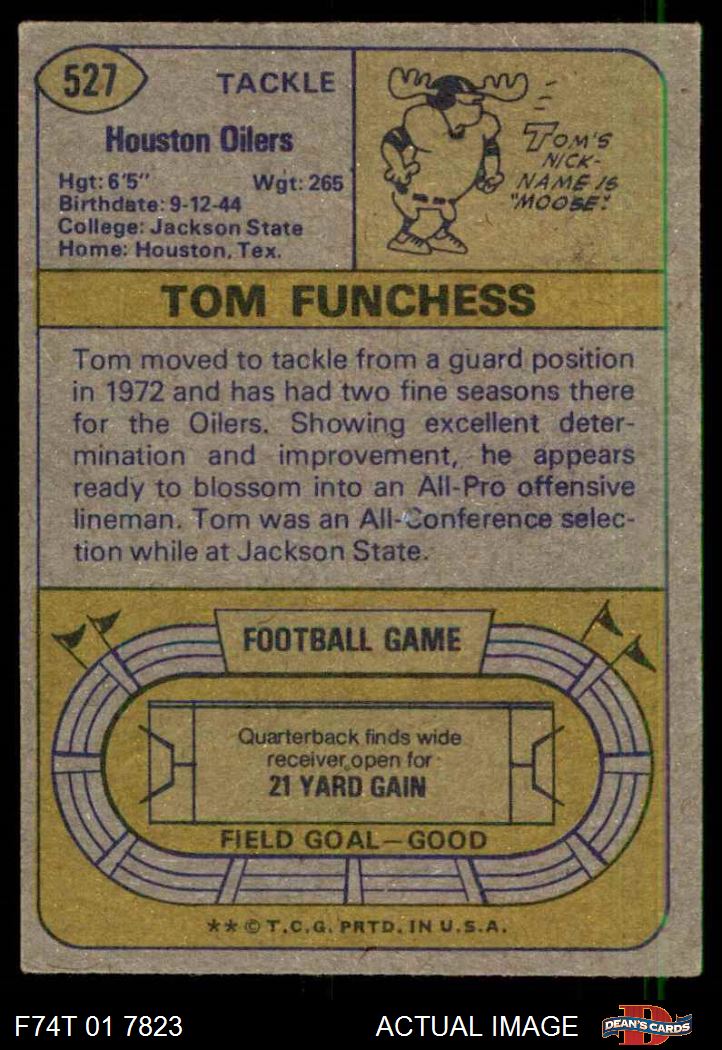 527
TACKLE
Houston Oilers
Hgt: 6'5" Wgt: 265
Birthdate: 9-12-44
College: Jackson State
Home: Houston, Tex.
TOM'S
NICK-
NAME IS
"MOOSE."
TOM FUNCHESS
Tom moved to tackle from a guard position
in 1972 and has had two fine seasons there
for the Oilers. Showing excellent deter-
mination and improvement, he appears
ready to blossom into an All-Pro offensive
lineman. Tom was an All-Conference selec-
tion while at Jackson State.
FOOTBALL GAME
Quarterback finds wide
receiver open for
21 YARD GAIN
FIELD GOAL—GOOD
** © T.C.G. PRTD. IN U.S.A.
F74T 01 7823 ACTUAL IMAGE
D
DEAN'S CARDS